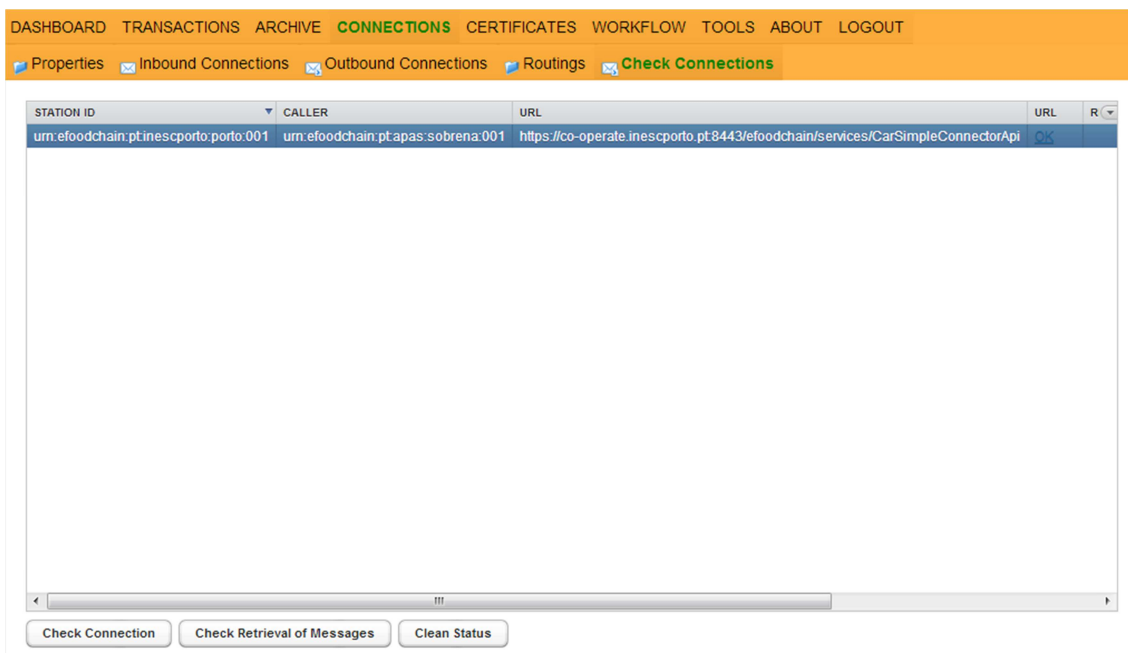 DASHBOARD TRANSACTIONS ARCHIVE CONNECTIONS CERTIFICATES WORKFLOW TOOLS ABOUT LOGOUT
Properties Inbound Connections Outbound Connections Routings Check Connections
STATION ID CALLER URL URL R
urn:efoodchain:pt:inescporto:porto:001 urn:efoodchain:pt:apas:sobrena:001 https://co-operate.inescporto.pt:8443/efoodchain/services/CarSimpleConnectorApi OK
Check Connection Check Retrieval of Messages Clean Status